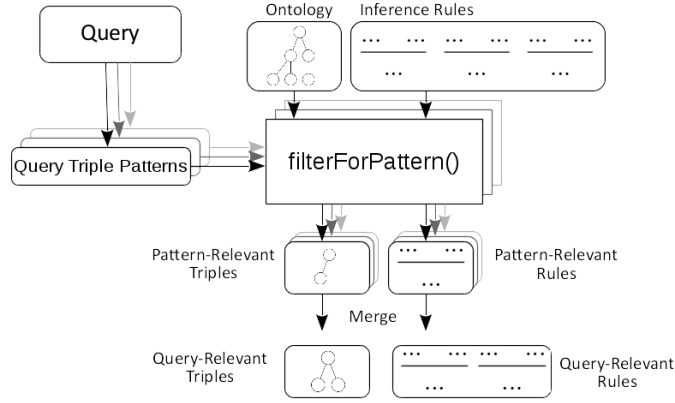 Ontology
Inference Rules
Query
... ... ... ... ... ...
... ... ...
Query Triple Patterns
filterForPattern()
Pattern-Relevant
Triples
... ...
...
Pattern-Relevant
Rules
Merge
Query-Relevant
Triples
... ... ... ...
... ...
Query-Relevant
Rules